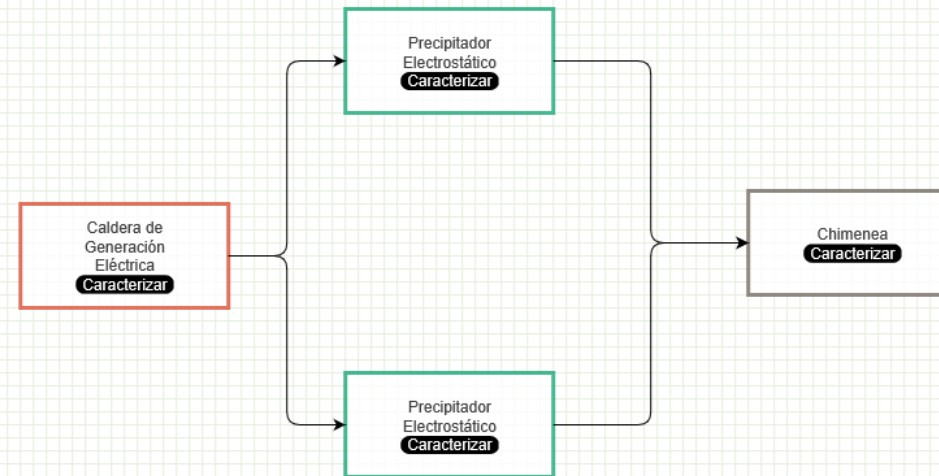 Precipitador
Electrostático
Caracterizar
Caldera de
Generación
Eléctrica
Caracterizar
Chimenea
Caracterizar
Precipitador
Electrostático
Caracterizar